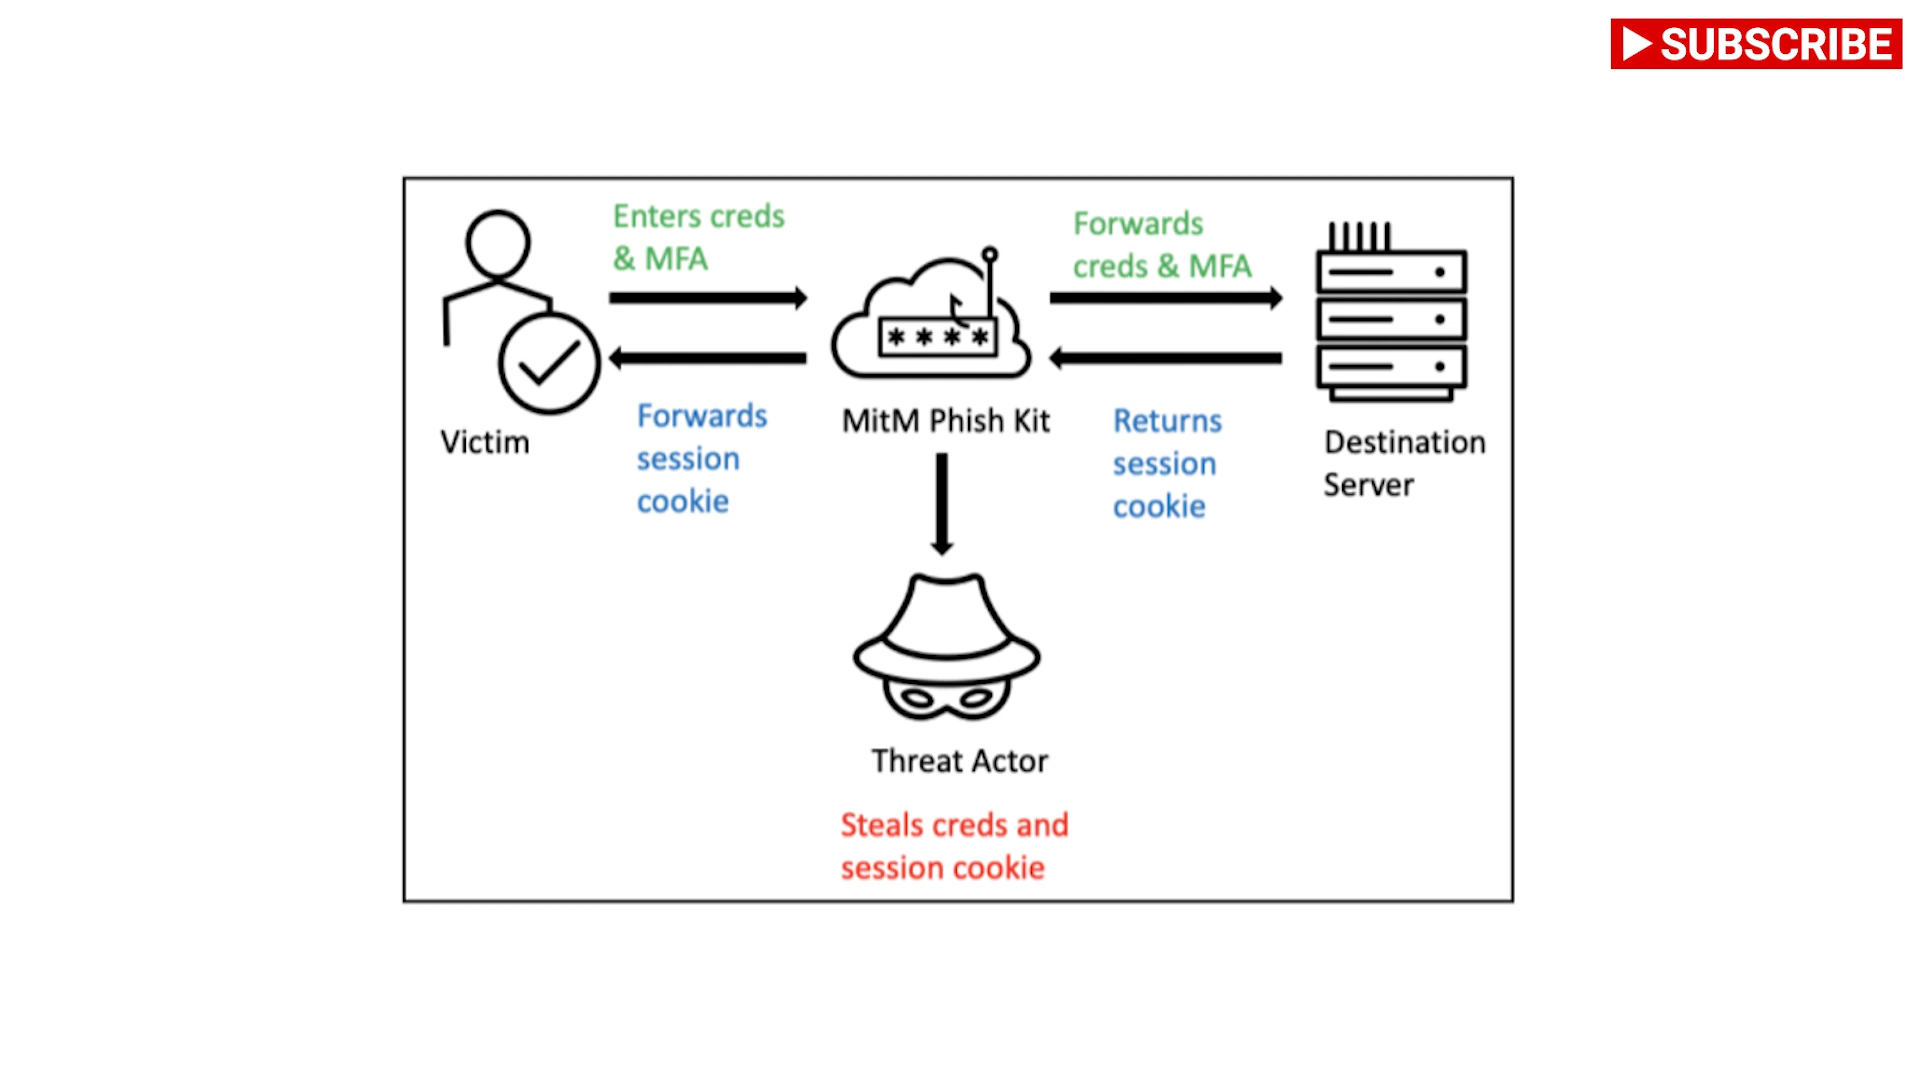 SUBSCRIBE
Enters creds
& MFA
Forwards
creds & MFA
****
Victim
Forwards
session
cookie
MitM Phish Kit
Returns
session
cookie
Destination
Server
Threat Actor
Steals creds and
session cookie